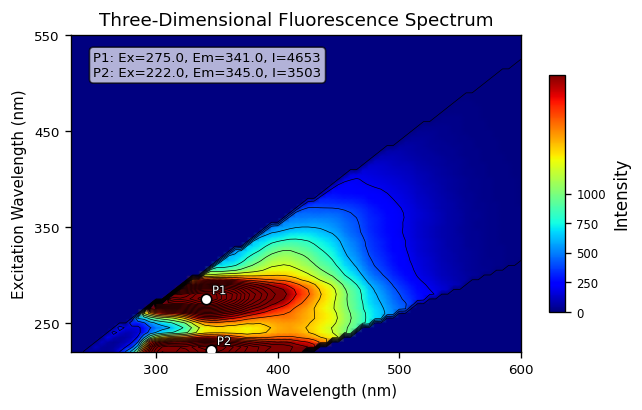 Three-Dimensional Fluorescence Spectrum
P1: Ex=275.0, Em=341.0, I=4653
P2: Ex=222.0, Em=345.0, I=3503
550
450
350
250
Excitation Wavelength (nm)
P1
P2
300
400
500
600
Emission Wavelength (nm)
1000
750
500
250
0
Intensity